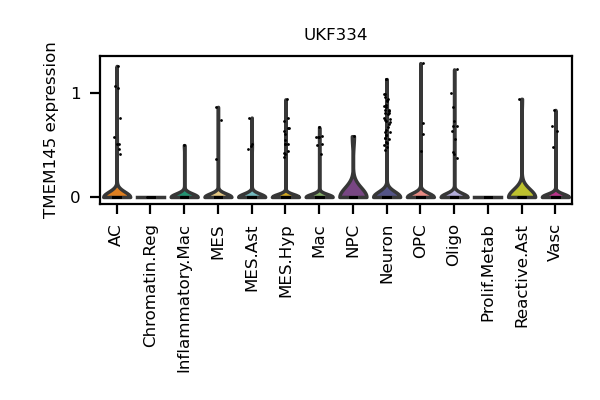 UKF334
TMEM145 expression
1
0
AC
Chromatin.Reg
Inflammatory.Mac
MES
MES.Ast
MES.Hyp
Mac
NPC
Neuron
OPC
Oligo
Prolif.Metab
Reactive.Ast
Vasc